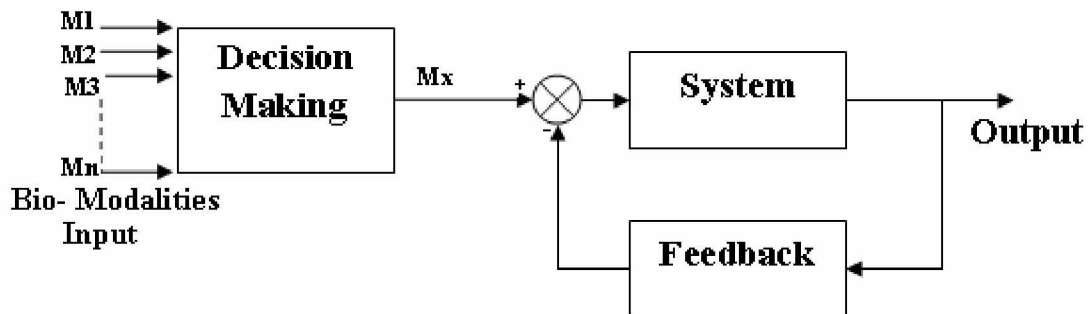 M1
M2
M3
Mn
Bio- Modalities
Input
Decision
Making
Mx
+
-
System
Output
Feedback